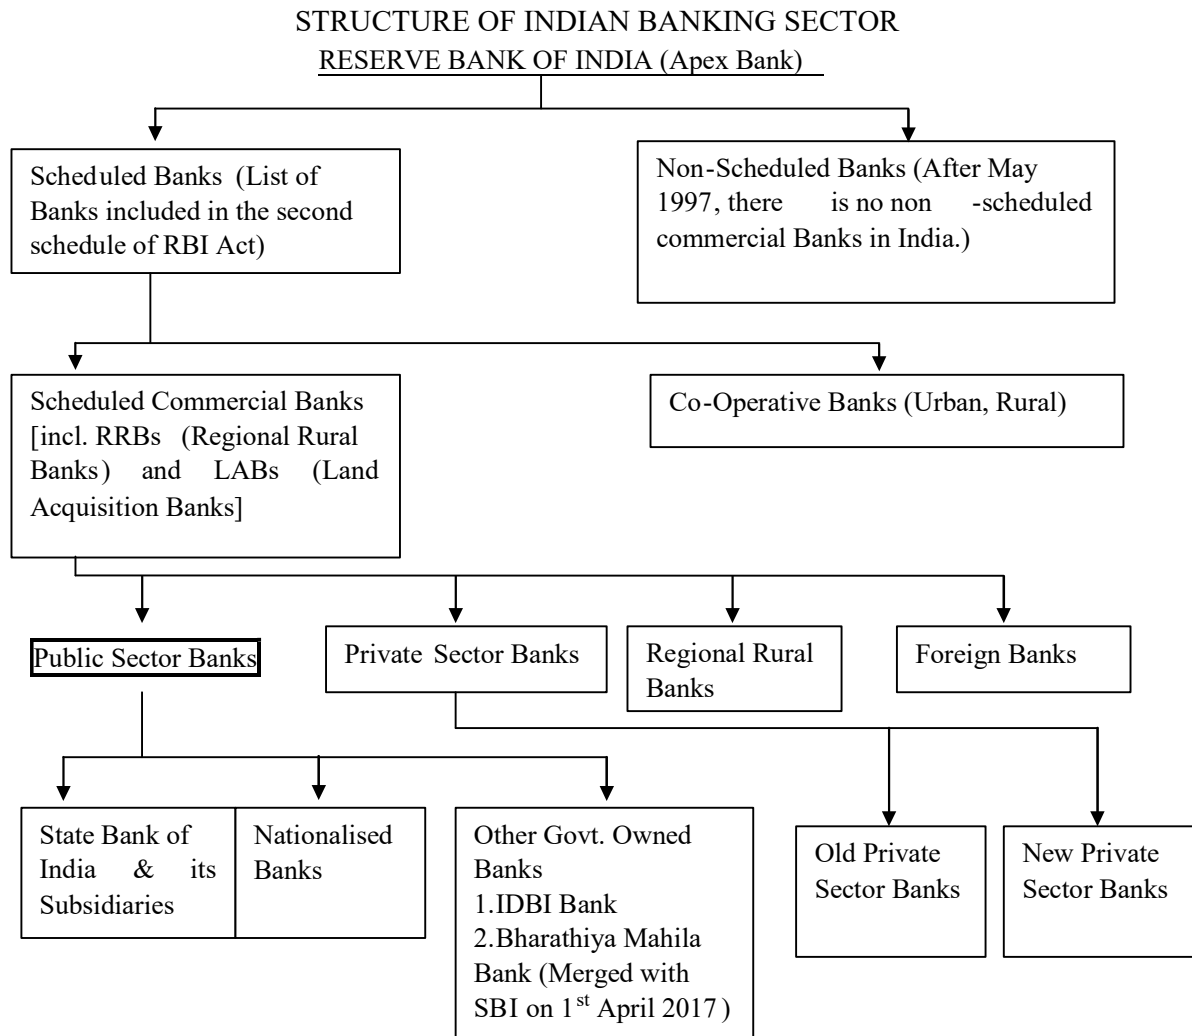 STRUCTURE OF INDIAN BANKING SECTOR
RESERVE BANK OF INDIA (Apex Bank)
Scheduled Banks (List of
Banks included in the second
schedule of RBI Act)
Non-Scheduled Banks (After May
1997, there is no non -scheduled
commercial Banks in India.)
Scheduled Commercial Banks
[incl. RRBs (Regional Rural
Banks) and LABs (Land
Acquisition Banks]
Co-Operative Banks (Urban, Rural)
Public Sector Banks
Private Sector Banks
Regional Rural
Banks
Foreign Banks
State Bank of
India & its
Subsidiaries
Nationalised
Banks
Other Govt. Owned
Banks
1.IDBI Bank
2.Bharathiya Mahila
Bank (Merged with
SBI on 1st April 2017)
Old Private
Sector Banks
New Private
Sector Banks